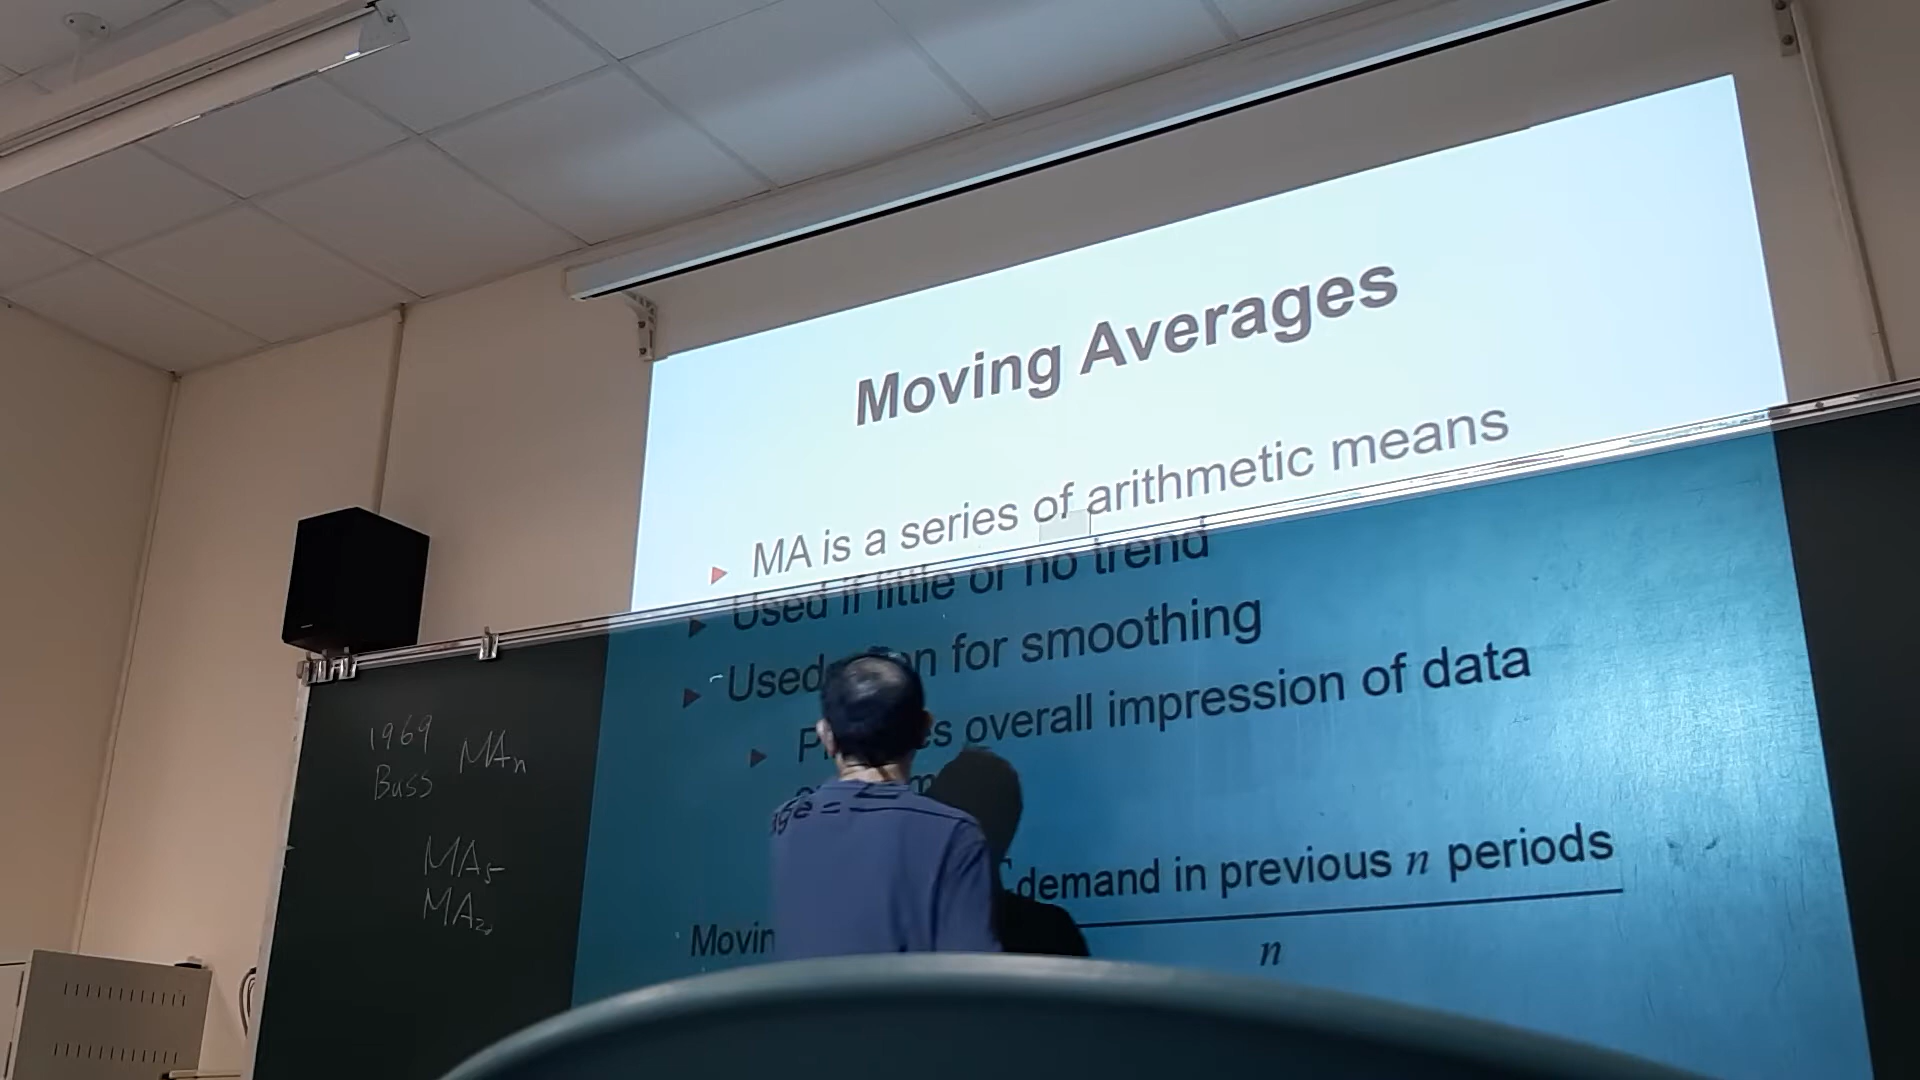 Moving Averages
MA is a series of arithmetic means
Used if little or no trend
Used for smoothing
overall impression of data
demand in previous n periods
n
age =
1969
Buss
MAn
MA5